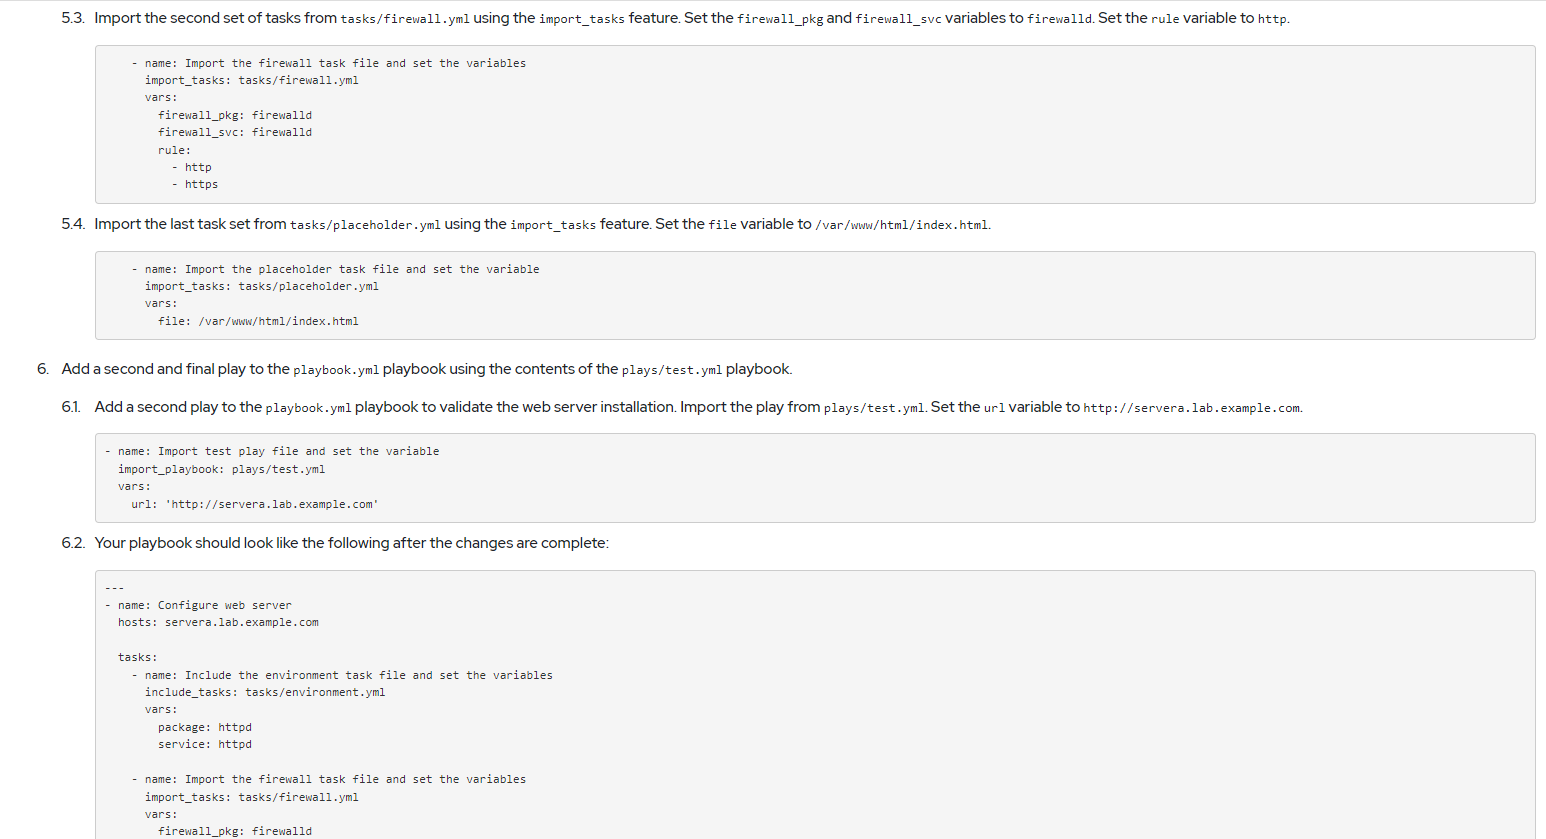 5.3. Import the second set of tasks from tasks/firewall.yml using the import_tasks feature. Set the firewall_pkg and firewall_svc variables to firewalld. Set the rule variable to http.
    - name: Import the firewall task file and set the variables
      import_tasks: tasks/firewall.yml
      vars:
        firewall_pkg: firewalld
        firewall_svc: firewalld
        rule:
          - http
          - https
5.4. Import the last task set from tasks/placeholder.yml using the import_tasks feature. Set the file variable to /var/www/html/index.html.
    - name: Import the placeholder task file and set the variable
      import_tasks: tasks/placeholder.yml
      vars:
        file: /var/www/html/index.html
6. Add a second and final play to the playbook.yml playbook using the contents of the plays/test.yml playbook.
6.1. Add a second play to the playbook.yml playbook to validate the web server installation. Import the play from plays/test.yml. Set the url variable to http://servera.lab.example.com.
- name: Import test play file and set the variable
  import_playbook: plays/test.yml
  vars:
    url: 'http://servera.lab.example.com'
6.2. Your playbook should look like the following after the changes are complete:
---
- name: Configure web server
  hosts: servera.lab.example.com
  tasks:
    - name: Include the environment task file and set the variables
      include_tasks: tasks/environment.yml
      vars:
        package: httpd
        service: httpd
    - name: Import the firewall task file and set the variables
      import_tasks: tasks/firewall.yml
      vars:
        firewall_pkg: firewalld